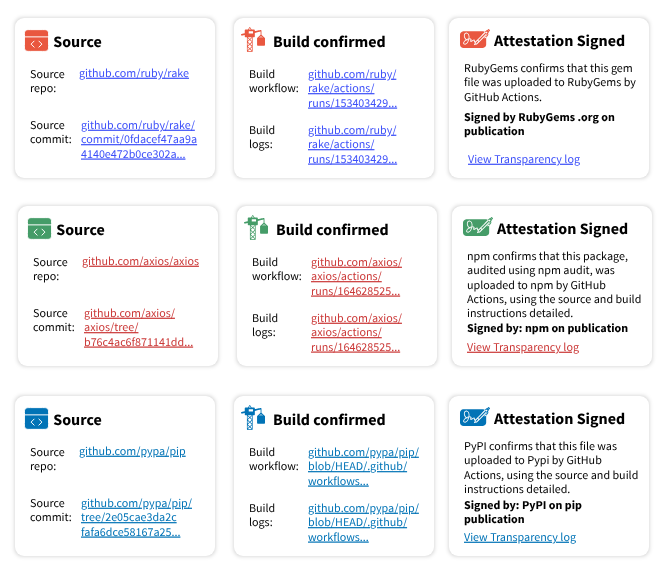 Source
Source repo:
github.com/ruby/rake
Source commit:
github.com/ruby/rake/
commit/0fdacef47aa9a
4140e472b0ce302a...
Build confirmed
Build workflow:
github.com/ruby/
rake/actions/
runs/153403429...
Build logs:
github.com/ruby/
rake/actions/
runs/153403429...
Attestation Signed
RubyGems confirms that this gem
file was uploaded to RubyGems by
GitHub Actions.
Signed by RubyGems .org on
publication
View Transparency log
Source
Source repo:
github.com/axios/axios
Source commit:
github.com/axios/
axios/tree/
b76c4ac6f871141dd...
Build confirmed
Build workflow:
github.com/axios/
axios/actions/
runs/164628525...
Build logs:
github.com/axios/
axios/actions/
runs/164628525...
Attestation Signed
npm confirms that this package,
audited using npm audit, was
uploaded to npm by GitHub
Actions, using the source and build
instructions detailed.
Signed by: npm on publication
View Transparency log
Source
Source repo:
github.com/pypa/pip
Source commit:
github.com/pypa/pip/
tree/2e05cae3da2c
fafa6dce58167a25...
Build confirmed
Build workflow:
github.com/pypa/pip/
blob/HEAD/.github/
workflows...
Build logs:
github.com/pypa/pip/
blob/HEAD/.github/
workflows...
Attestation Signed
PyPI confirms that this file was
uploaded to Pypi by GitHub
Actions, using the source and build
instructions detailed.
Signed by: PyPI on pip
publication
View Transparency log